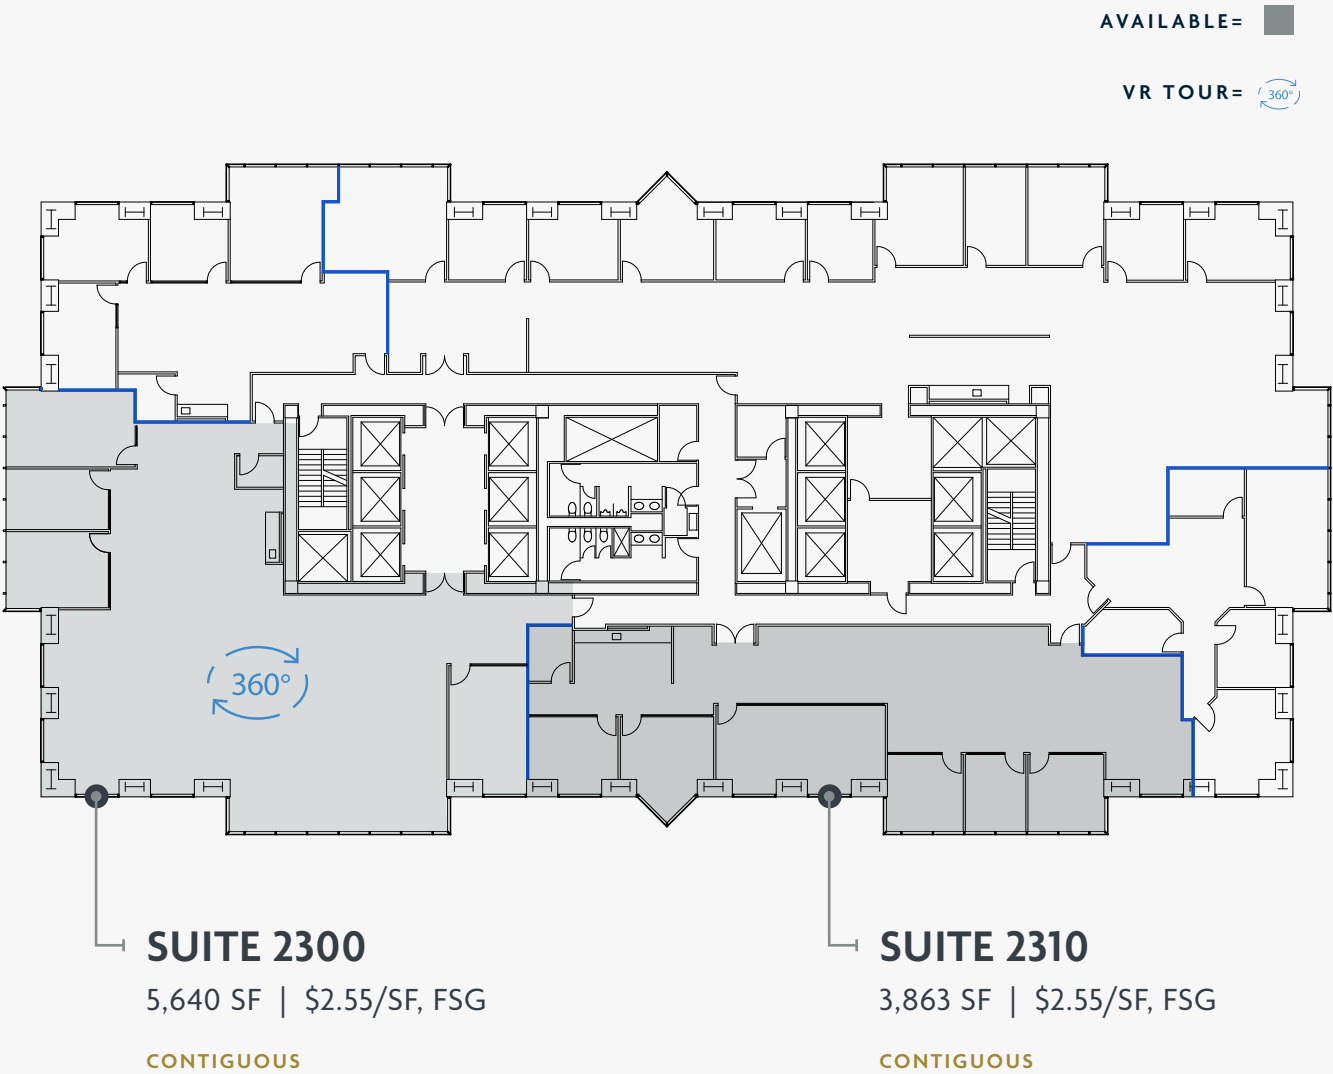 AVAILABLE=
VR TOUR= 360°
360°
SUITE 2300
5,640 SF | $2.55/SF, FSG
CONTIGUOUS
SUITE 2310
3,863 SF | $2.55/SF, FSG
CONTIGUOUS